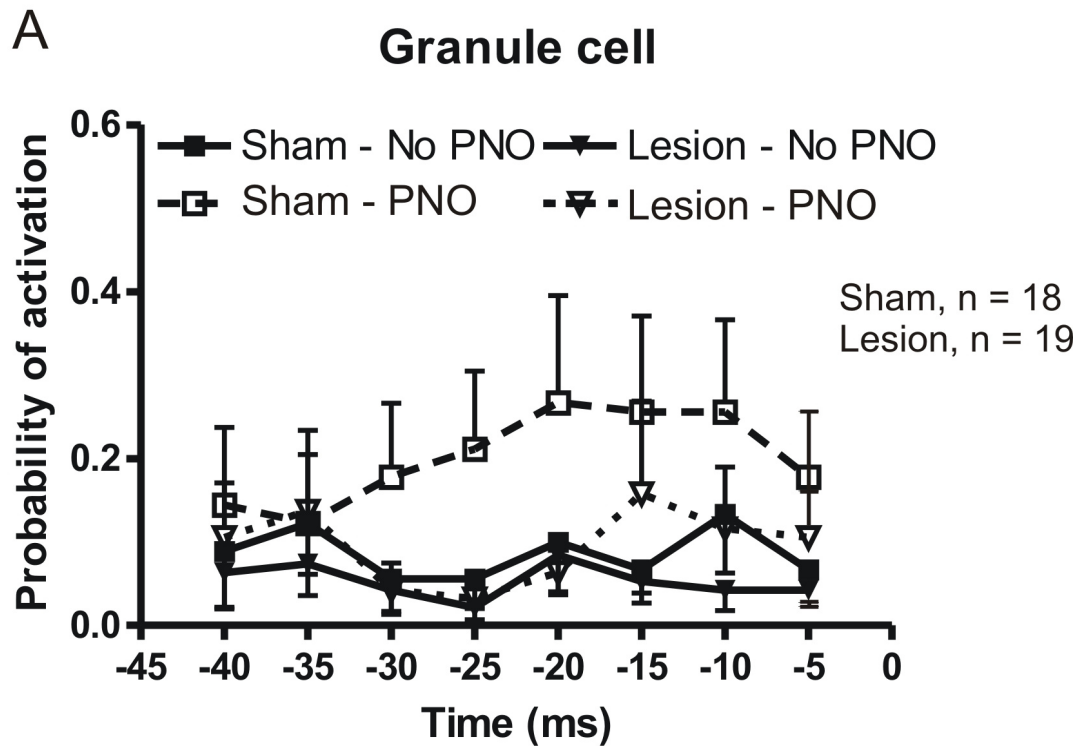 A
Granule cell
Sham - No PNO
Lesion - No PNO
Sham - PNO
Lesion - PNO
Sham, n = 18
Lesion, n = 19
Probability of activation
0.6
0.4
0.2
0.0
-45 -40 -35 -30 -25 -20 -15 -10 -5 0
Time (ms)